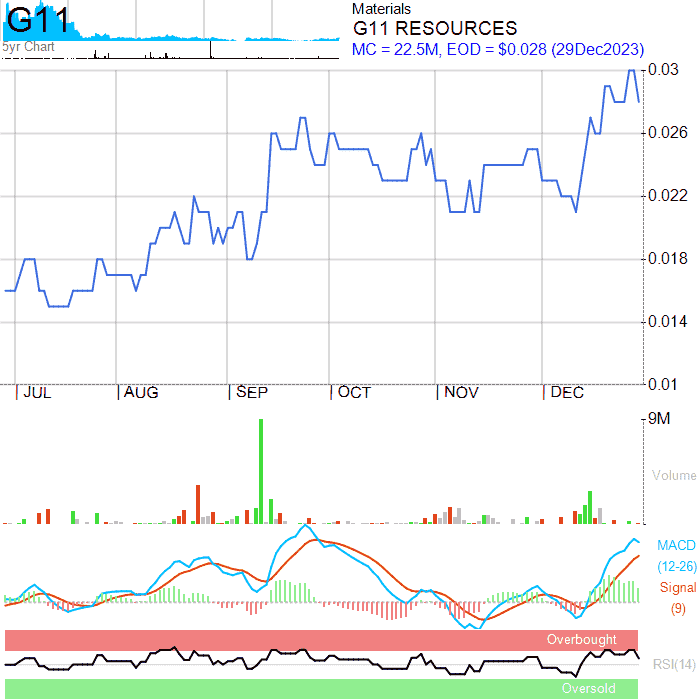 G11
5yr Chart
Materials
G11 RESOURCES
MC = 22.5M, EOD = $0.028 (29Dec2023)
0.03
0.026
0.022
0.018
0.014
0.01
JUL AUG SEP OCT NOV DEC
9M
Volume
MACD
(12-26)
Signal
(9)
Overbought
RSI(14)
Oversold